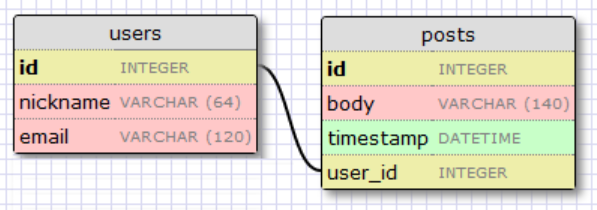 users
id INTEGER
nickname VARCHAR (64)
email VARCHAR (120)
posts
id INTEGER
body VARCHAR (140)
timestamp DATETIME
user_id INTEGER